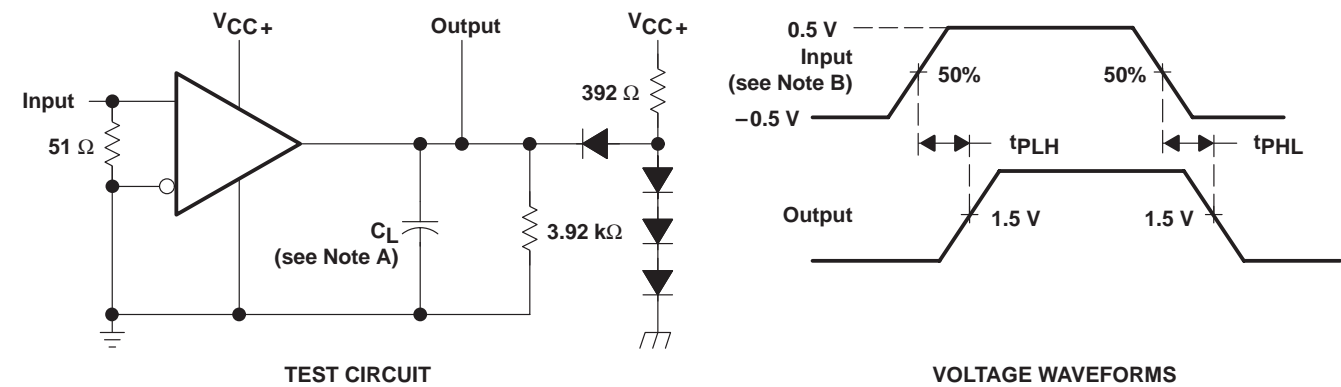 VCC+
Output
VCC+
Input
51 Ω
392 Ω
CL
(see Note A)
3.92 kΩ
TEST CIRCUIT
0.5 V
Input
(see Note B)
−0.5 V
50%
50%
tPLH
tPHL
Output
1.5 V
1.5 V
VOLTAGE WAVEFORMS